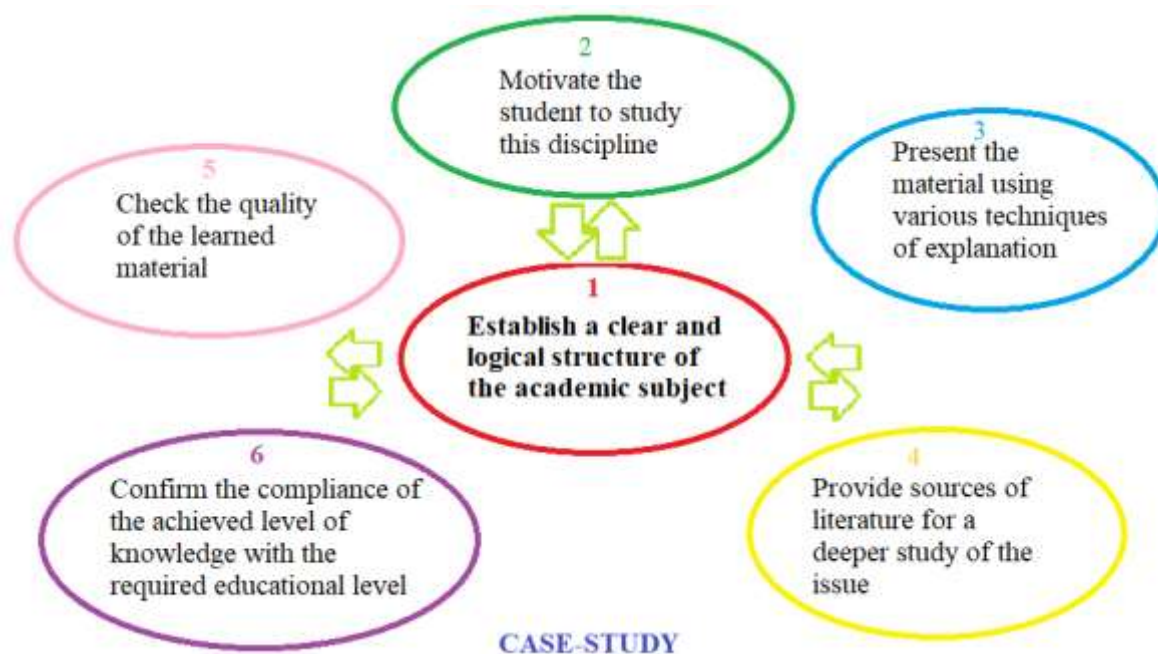 2
Motivate the
student to study
this discipline
3
Present the
material using
various techniques
of explanation
5
Check the quality
of the learned
material
1
Establish a clear and
logical structure of
the academic subject
6
Confirm the compliance of
the achieved level of
knowledge with the
required educational level
4
Provide sources of
literature for a
deeper study of the
issue
CASE-STUDY